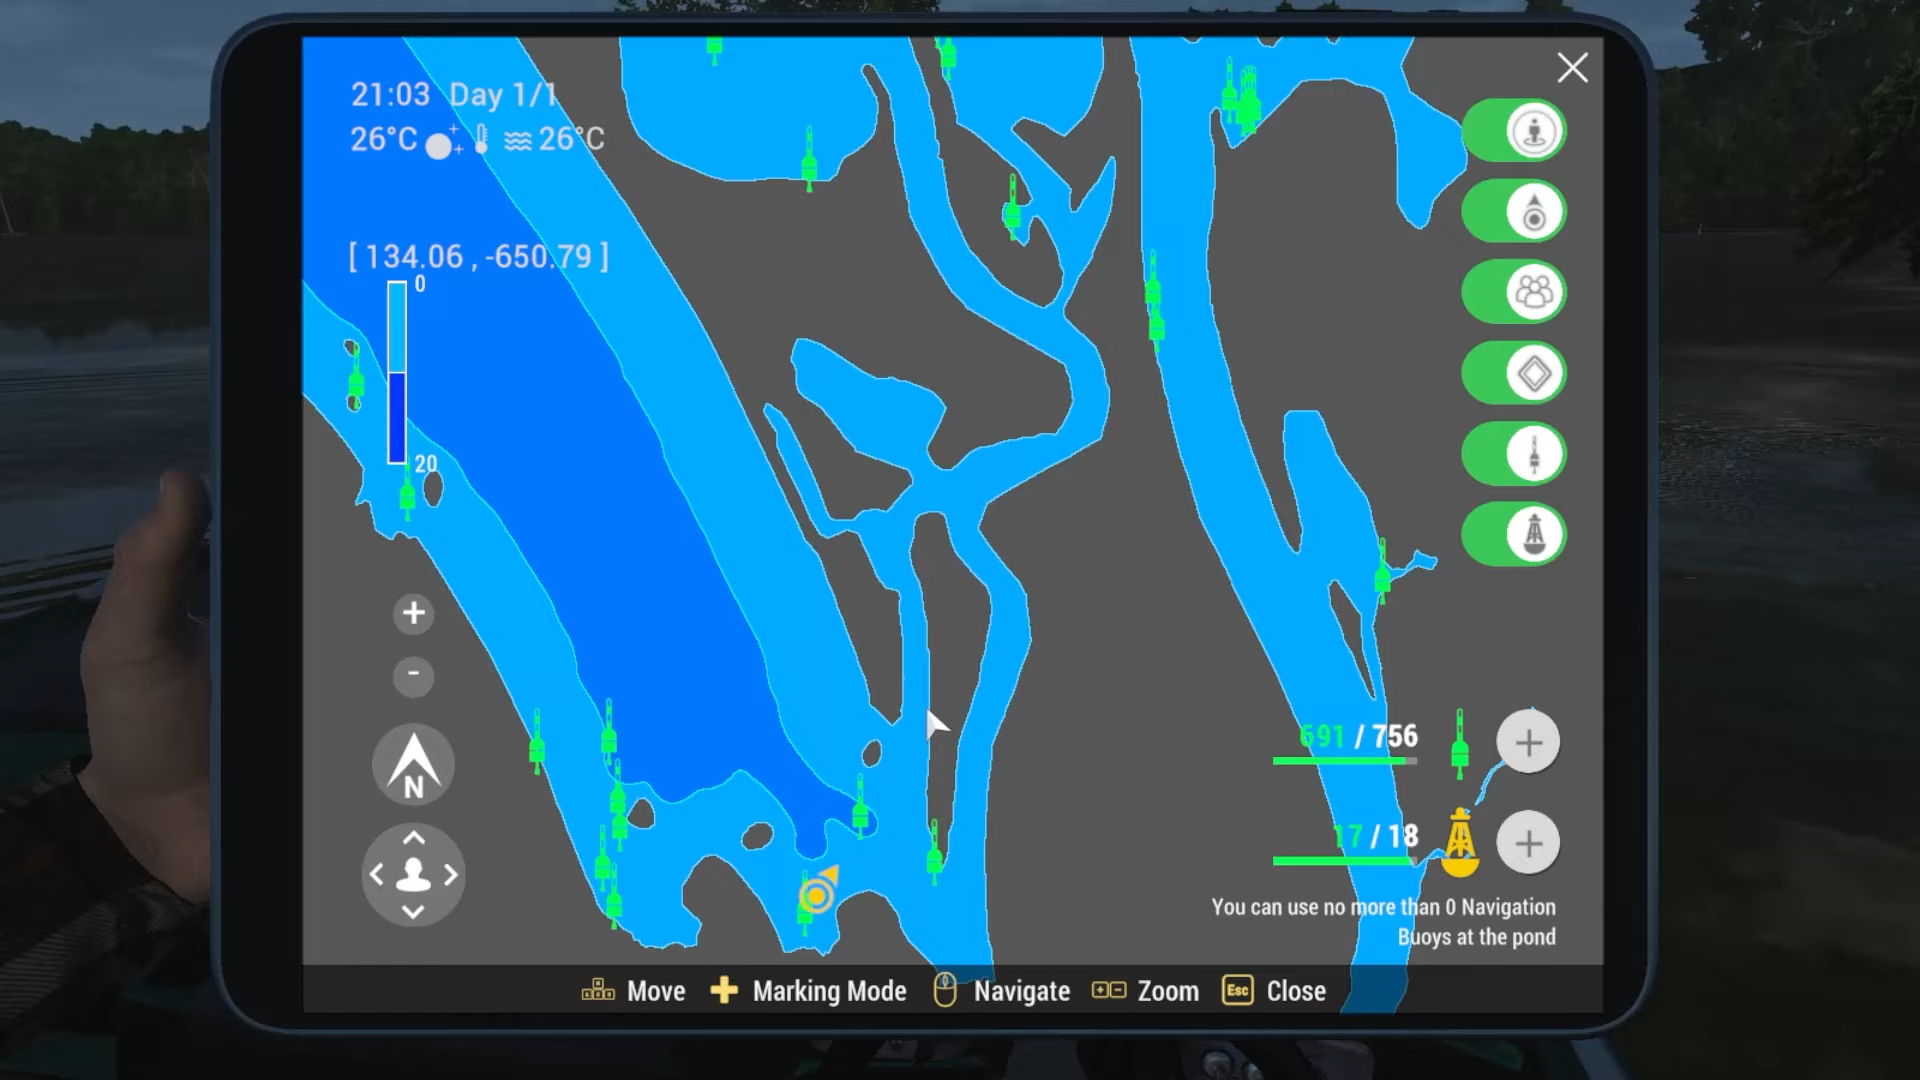 21:03 Day 1/1
26°C 26°C
[ 134.06 , -650.79 ]
0
20
+
-
N
691 / 756
17 / 18
You can use no more than 0 Navigation
Buoys at the pond
Move Marking Mode Navigate Zoom Esc Close